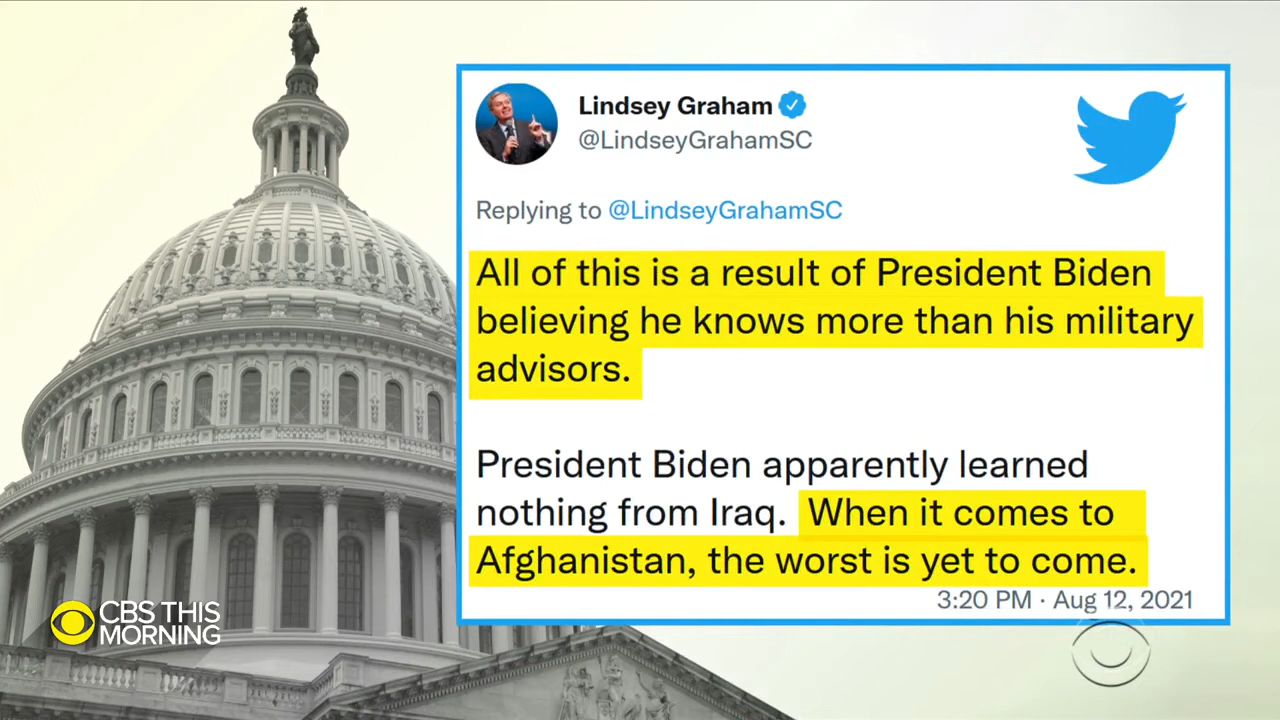 Lindsey Graham
@LindseyGrahamSC
Replying to @LindseyGrahamSC
All of this is a result of President Biden
believing he knows more than his military
advisors.
President Biden apparently learned
nothing from Iraq. When it comes to
Afghanistan, the worst is yet to come.
3:20 PM · Aug 12, 2021
CBS THIS
MORNING